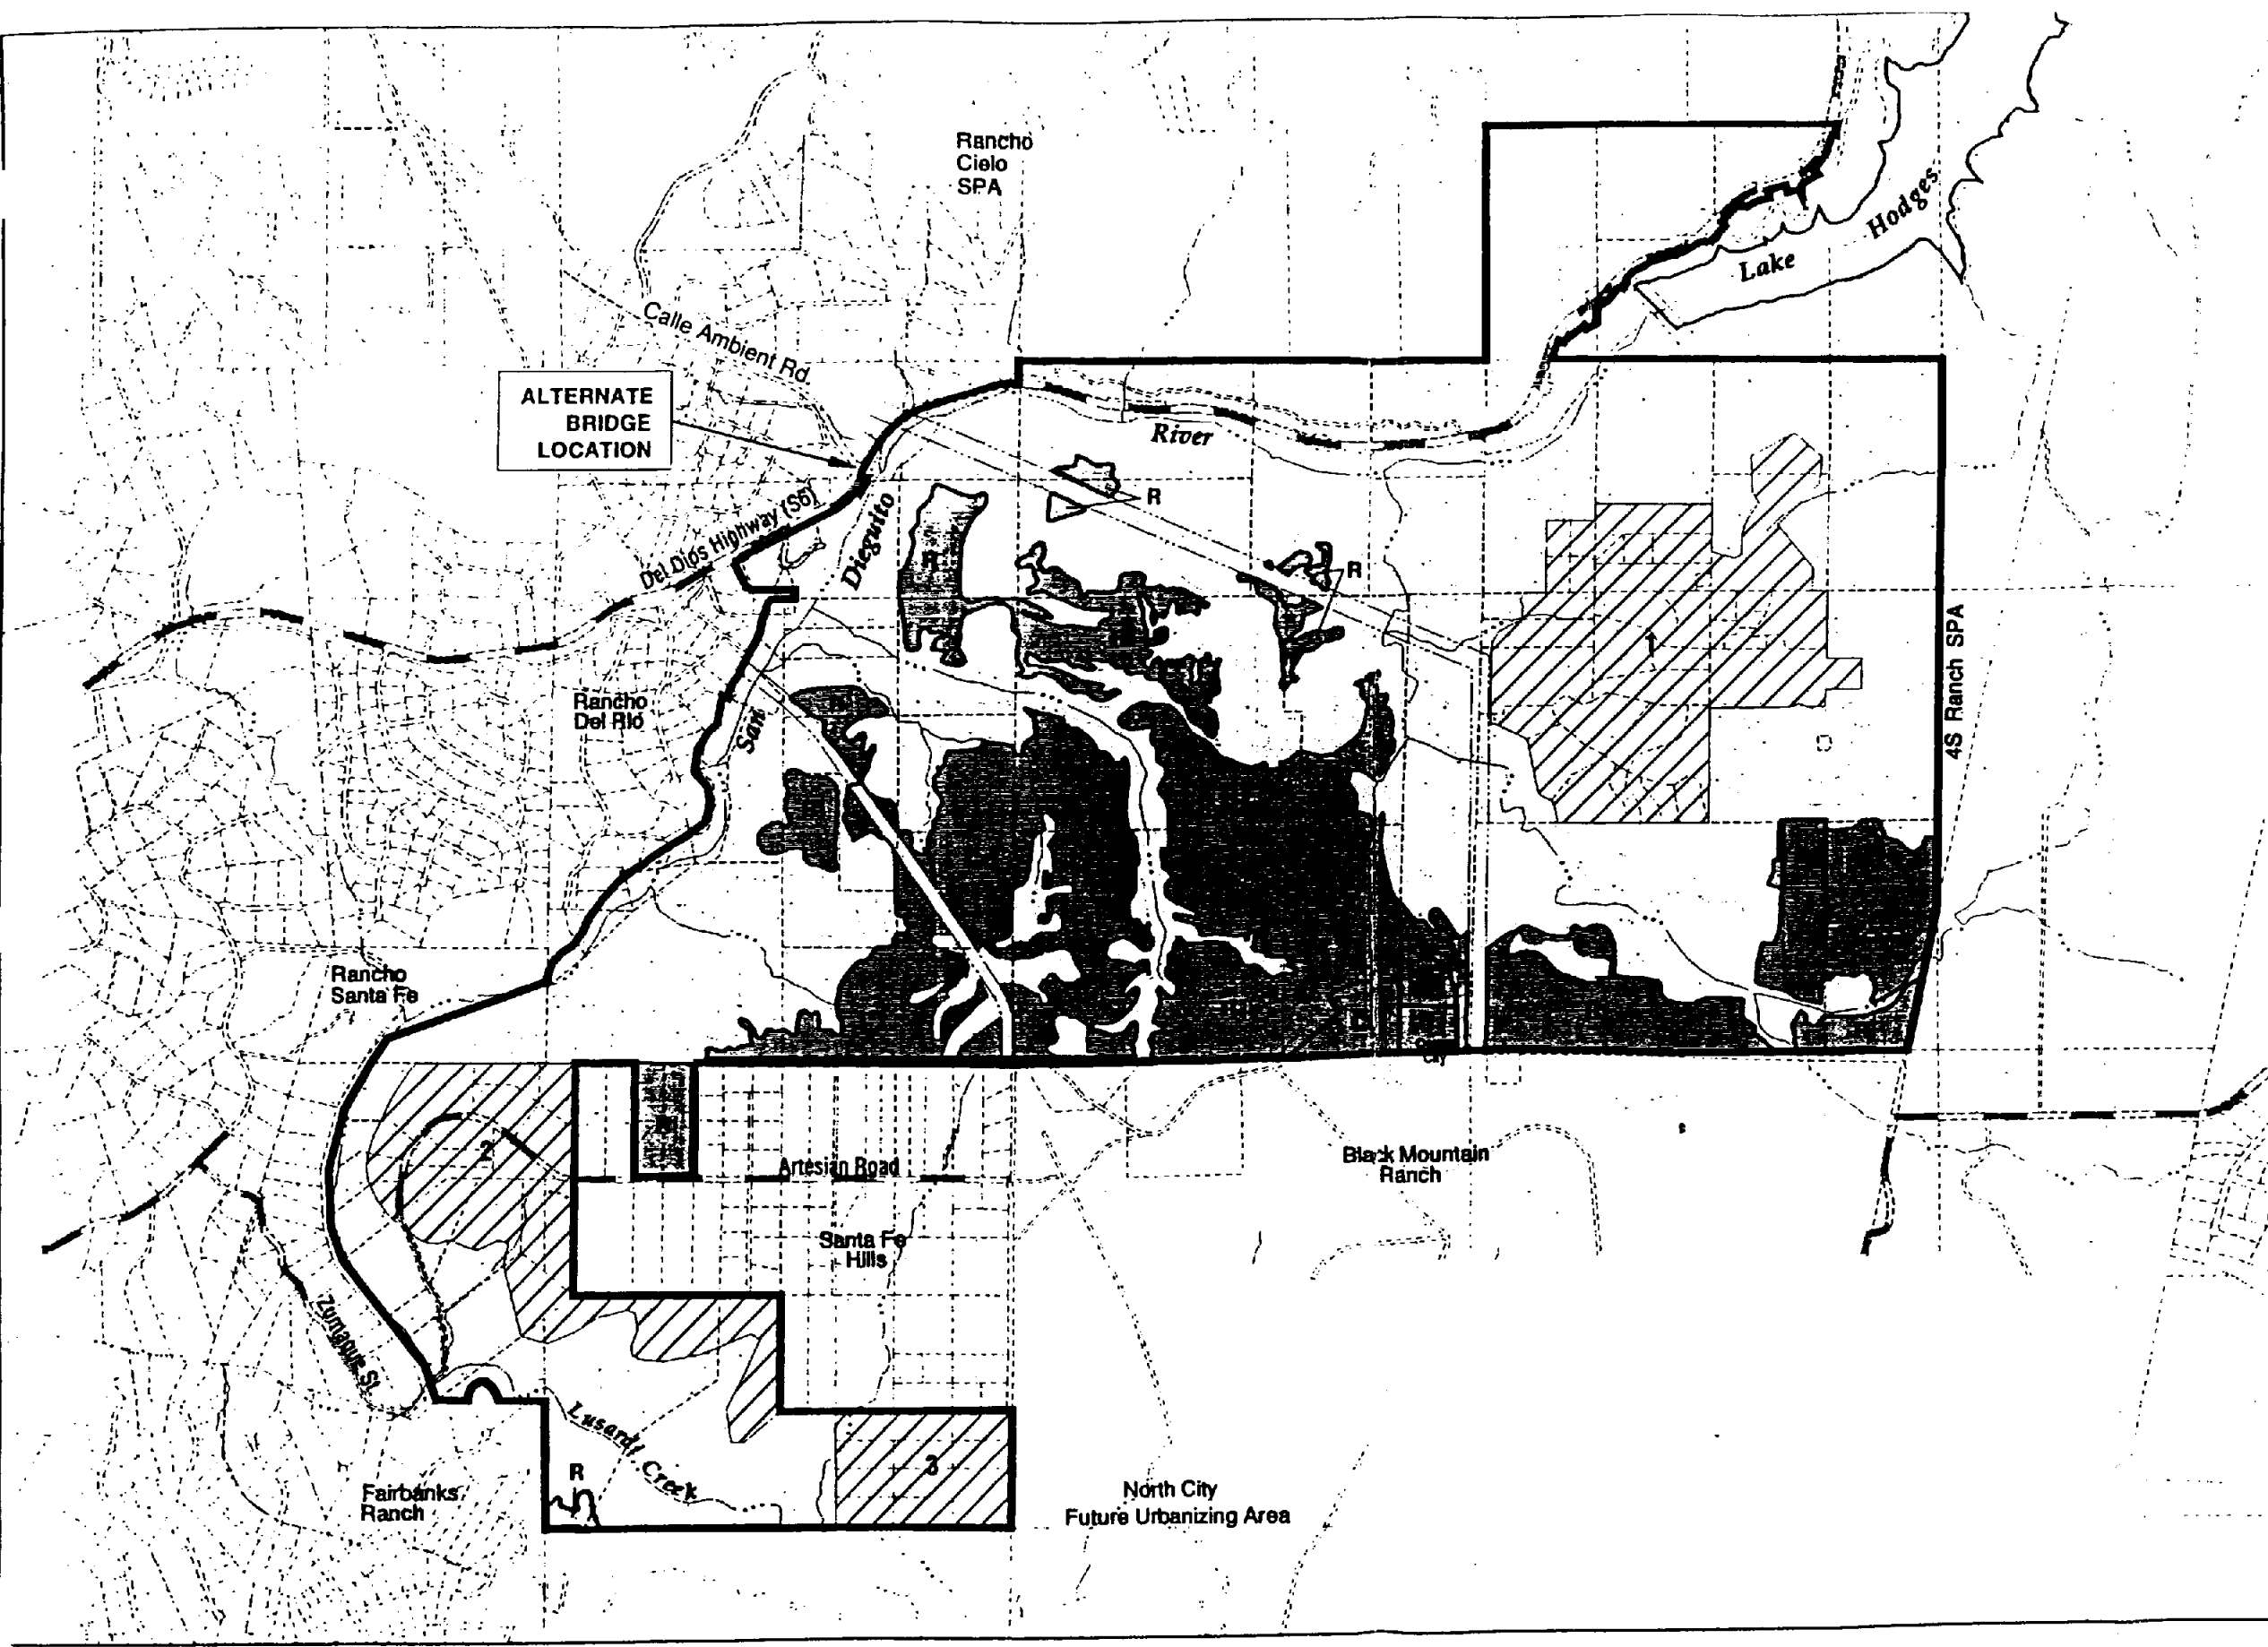 Rancho
Cielo
SPA
Lake
Hodges
Calle Ambient Rd.
ALTERNATE
BRIDGE
LOCATION
River
R
Del Dios Highway (S6)
Dieguito
R
R
1
4S Ranch SPA
Rancho
Del Rio
San
Rancho
Santa Fe
City
2
R
Artesian Road
Black Mountain
Ranch
Santa Fe
Hills
Zumaque St.
Lusardi Creek
3
R
Fairbanks
Ranch
North City
Future Urbanizing Area